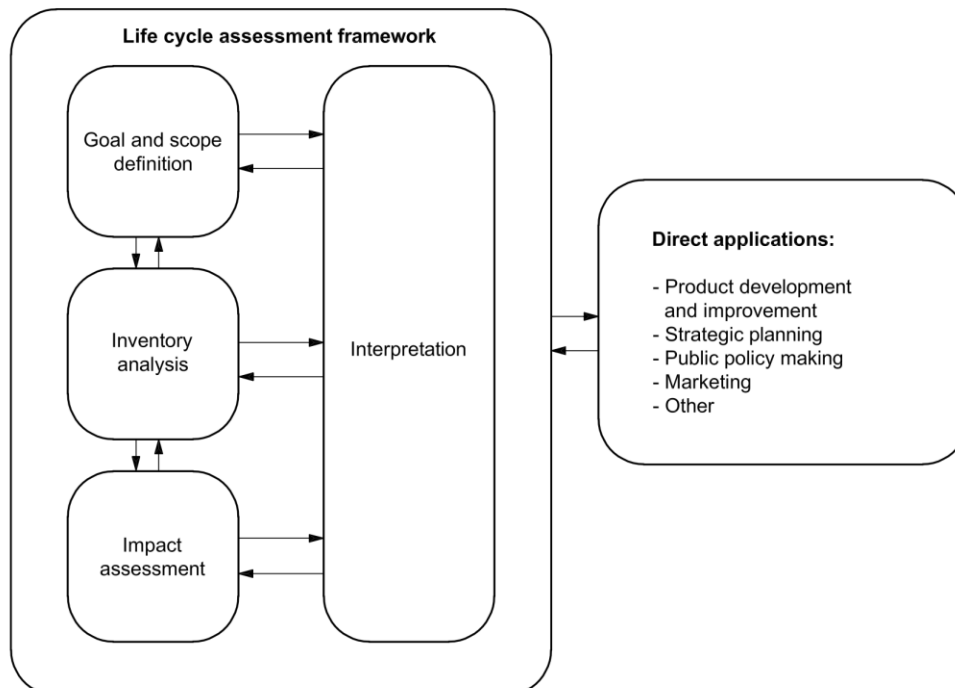 Life cycle assessment framework
Goal and scope
definition
Inventory
analysis
Impact
assessment
Interpretation
Direct applications:
- Product development
and improvement
- Strategic planning
- Public policy making
- Marketing
- Other